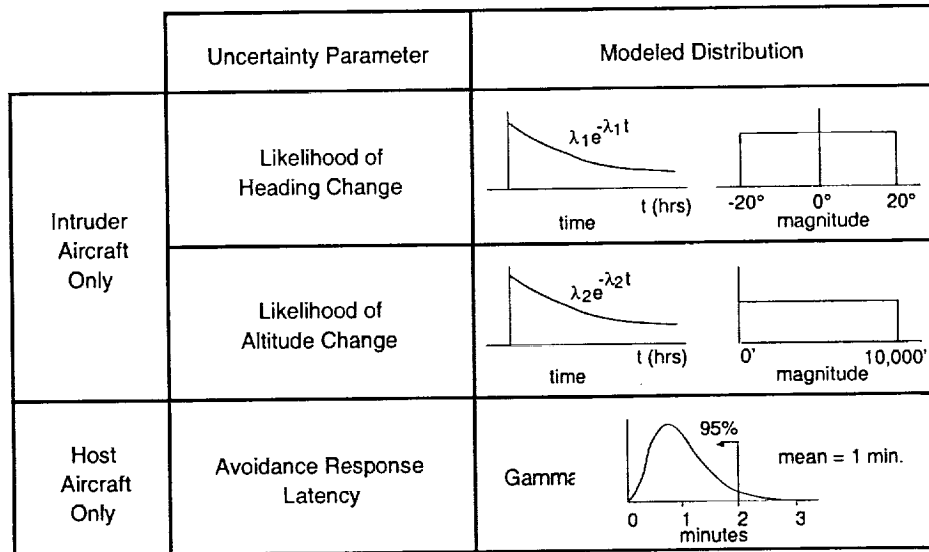 Uncertainty Parameter
Modeled Distribution
Intruder
Aircraft
Only
Likelihood of
Heading Change
λ₁e^-λ₁t
t (hrs)
time
-20°
0°
20°
magnitude
Likelihood of
Altitude Change
λ₂e^-λ₂t
t (hrs)
time
0'
10,000'
magnitude
Host
Aircraft
Only
Avoidance Response
Latency
Gamma
95%
mean = 1 min.
0
1
2
3
minutes